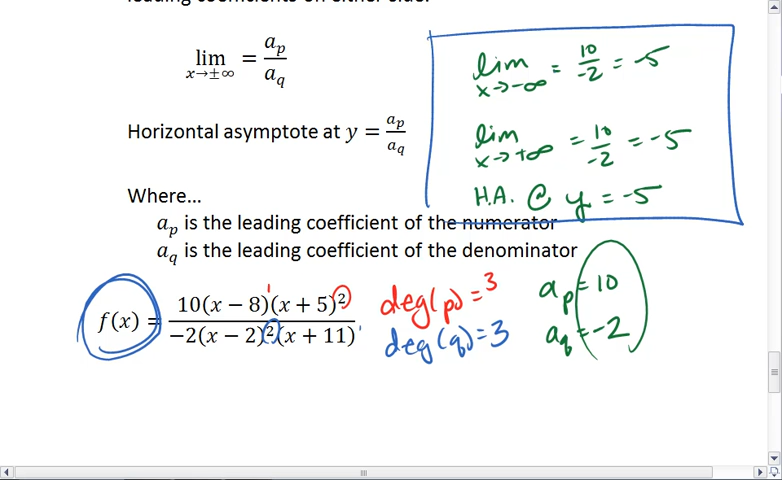 leading coefficients on either side.
lim x→±∞ = a_p/a_q
Horizontal asymptote at y = a_p/a_q
lim x→-∞ = 10/-2 = -5
lim x→+∞ = 10/-2 = -5
H.A. @ y = -5
Where...
a_p is the leading coefficient of the numerator
a_q is the leading coefficient of the denominator
f(x) = 10(x − 8)^1(x + 5)^2 / −2(x − 2)^2(x + 11)^1
deg(p) = 3
deg(q) = 3
a_p = 10
a_q = -2